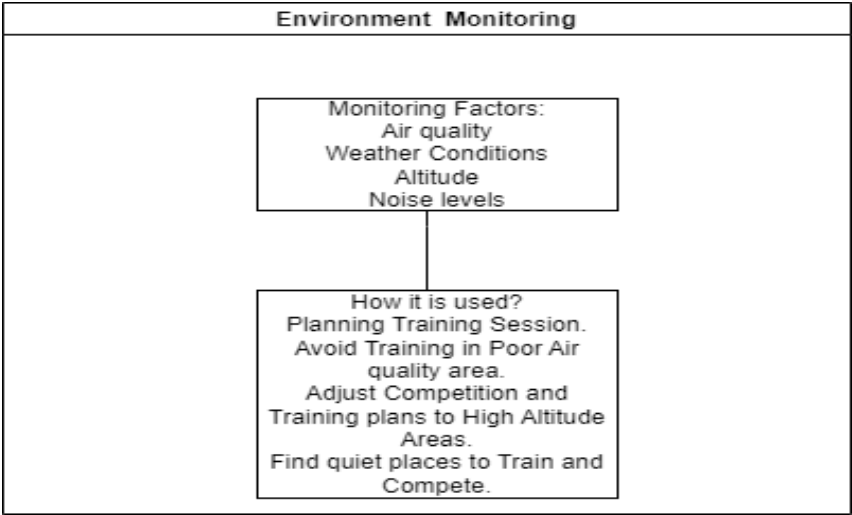 Environment Monitoring
Monitoring Factors:
Air quality
Weather Conditions
Altitude
Noise levels
How it is used?
Planning Training Session.
Avoid Training in Poor Air
quality area.
Adjust Competition and
Training plans to High Altitude
Areas.
Find quiet places to Train and
Compete.